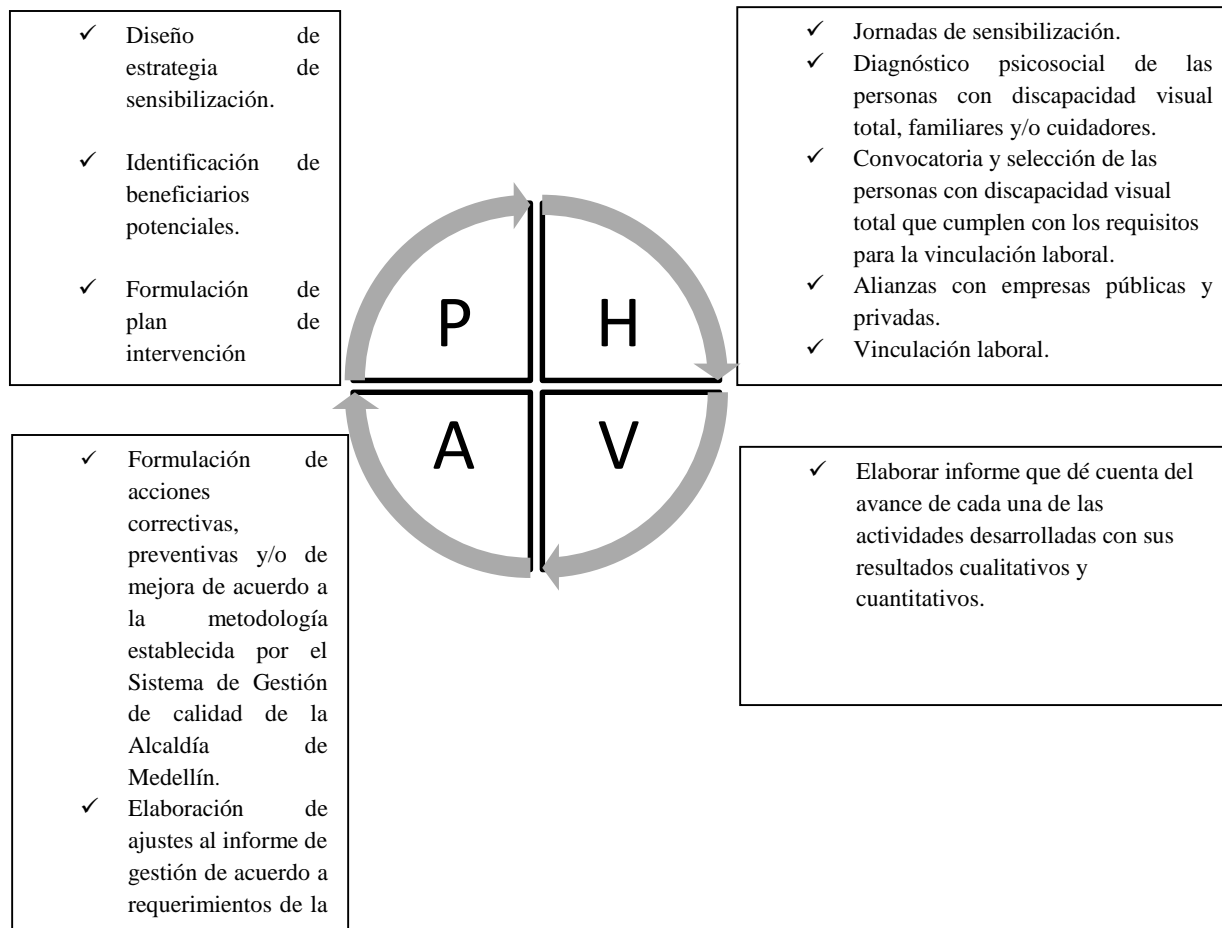 ✓ Diseño de
estrategia de
sensibilización.
✓ Identificación de
beneficiarios
potenciales.
✓ Formulación de
plan de
intervención
✓ Jornadas de sensibilización.
✓ Diagnóstico psicosocial de las
personas con discapacidad visual
total, familiares y/o cuidadores.
✓ Convocatoria y selección de las
personas con discapacidad visual
total que cumplen con los requisitos
para la vinculación laboral.
✓ Alianzas con empresas públicas y
privadas.
✓ Vinculación laboral.
P H
A V
✓ Formulación de
acciones
correctivas,
preventivas y/o de
mejora de acuerdo a
la metodología
establecida por el
Sistema de Gestión
de calidad de la
Alcaldía de
Medellín.
✓ Elaboración de
ajustes al informe de
gestión de acuerdo a
requerimientos de la
✓ Elaborar informe que dé cuenta del
avance de cada una de las
actividades desarrolladas con sus
resultados cualitativos y
cuantitativos.